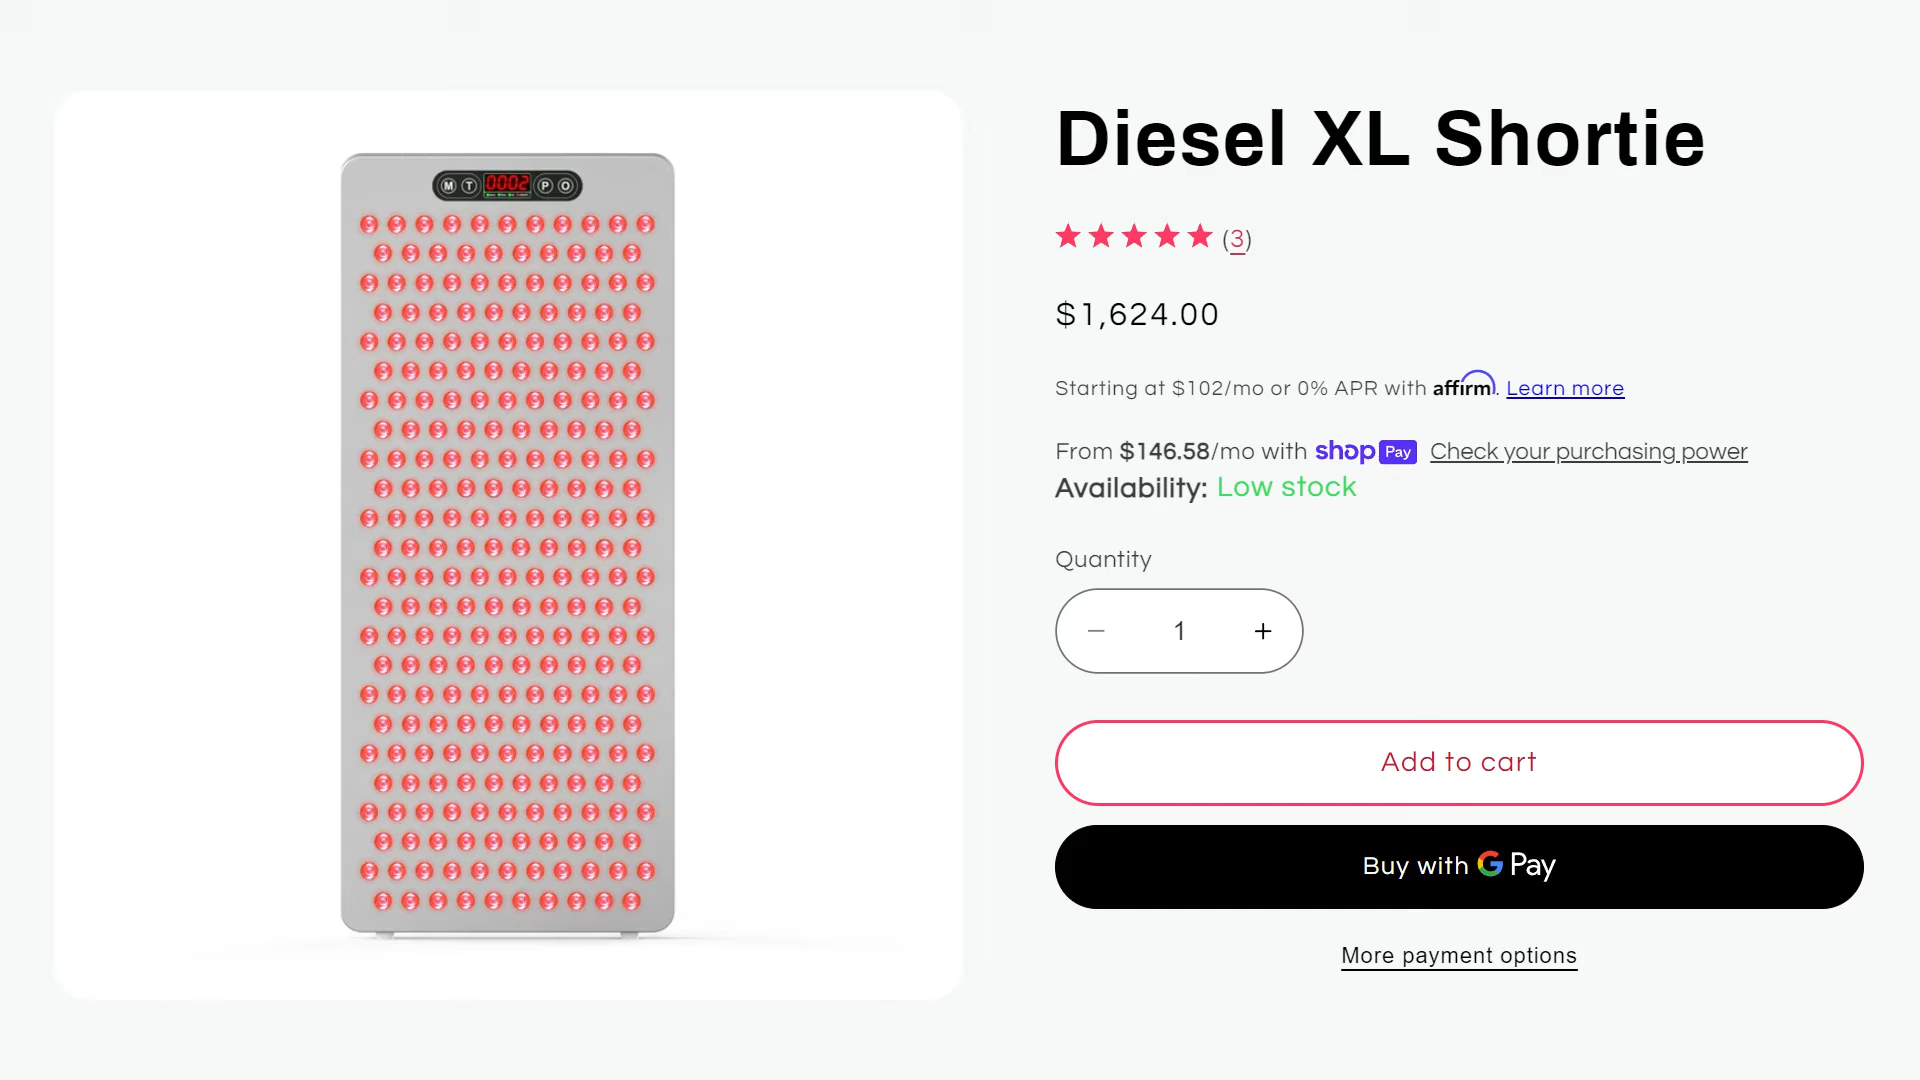 M T 0002 P O
Diesel XL Shortie
(3)
$1,624.00
Starting at $102/mo or 0% APR with affirm. Learn more
From $146.58/mo with shop Pay Check your purchasing power
Availability: Low stock
Quantity
− 1 +
Add to cart
Buy with G Pay
More payment options